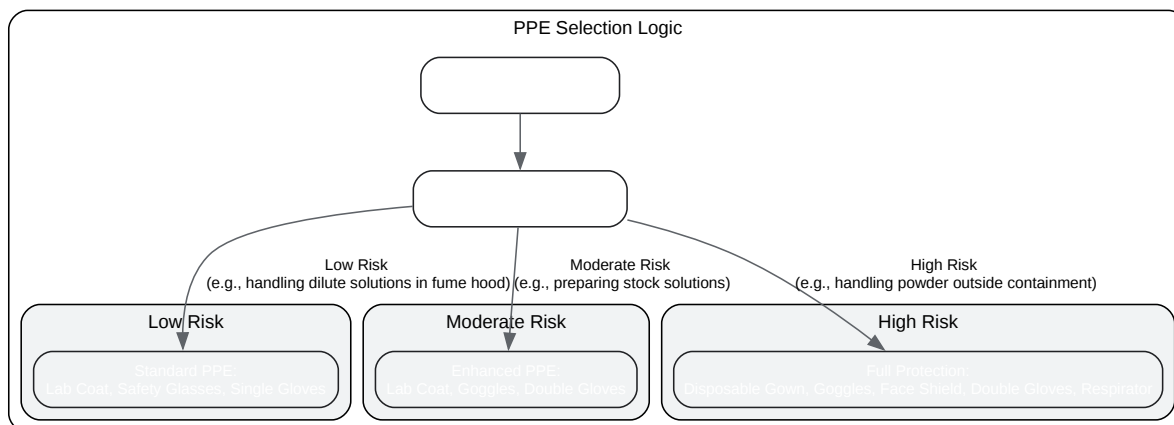 PPE Selection Logic
Low Risk
(e.g., handling dilute solutions in fume hood)
Moderate Risk
(e.g., preparing stock solutions)
High Risk
(e.g., handling powder outside containment)
Low Risk
Standard PPE:
Lab Coat, Safety Glasses, Single Gloves
Moderate Risk
Enhanced PPE:
Lab Coat, Goggles, Double Gloves
High Risk
Full Protection:
Disposable Gown, Goggles, Face Shield, Double Gloves, Respirator